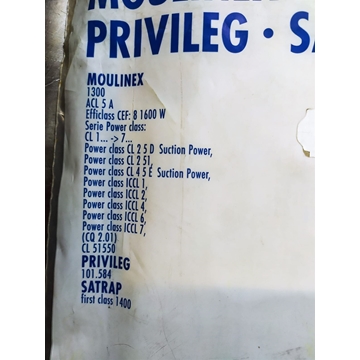 MOULINEX
PRIVILEG · SA
MOULINEX
1300
ACL 5 A
Efficlass CEF: 8 1600 W
Serie Power class:
CL 1... -> 7...
Power class CL 2 5 D Suction Power,
Power class CL 2 51,
Power class CL 4 5 E Suction Power,
Power class ICCL 1,
Power class ICCL 2,
Power class ICCL 4,
Power class ICCL 6,
Power class ICCL 7,
(CQ 2.01)
CL 51550
PRIVILEG
101.584
SATRAP
first class 1400